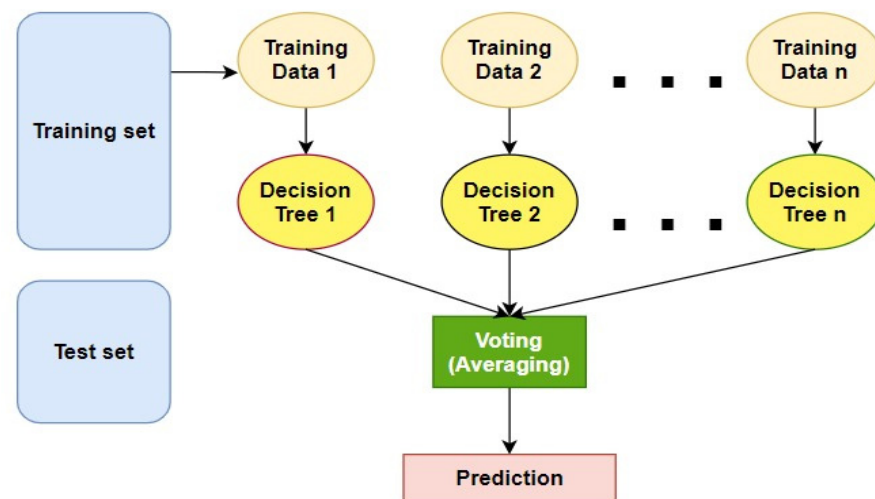 Training set
Training
Data 1
Training
Data 2
Training
Data n
Decision
Tree 1
Decision
Tree 2
Decision
Tree n
Test set
Voting
(Averaging)
Prediction